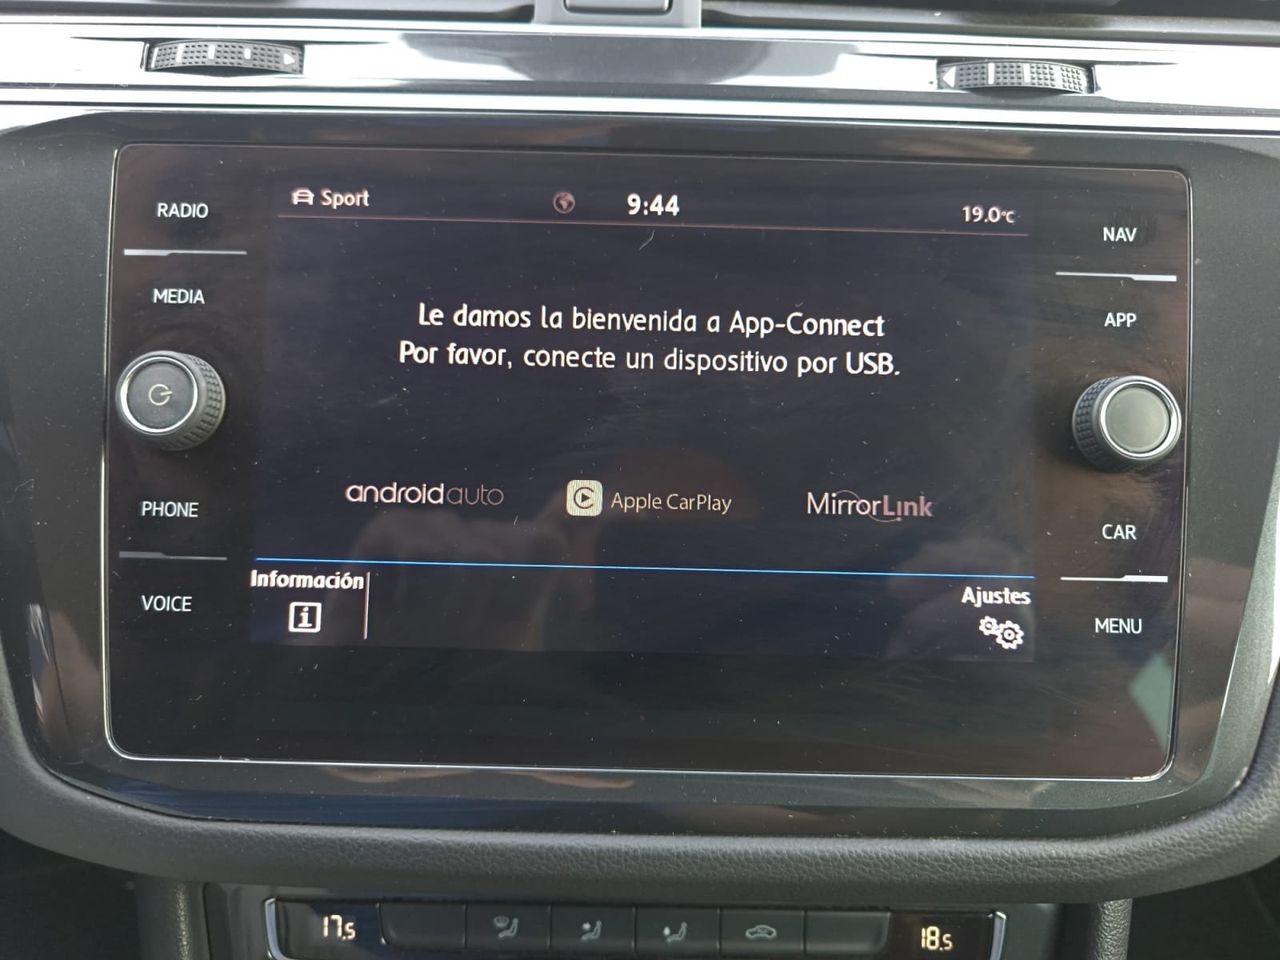 RADIO
MEDIA
PHONE
VOICE
Sport
9:44
19.0°C
Le damos la bienvenida a App-Connect
Por favor, conecte un dispositivo por USB.
androidauto
Apple CarPlay
MirrorLink
Información
i
Ajustes
NAV
APP
CAR
MENU
17.5
18.5